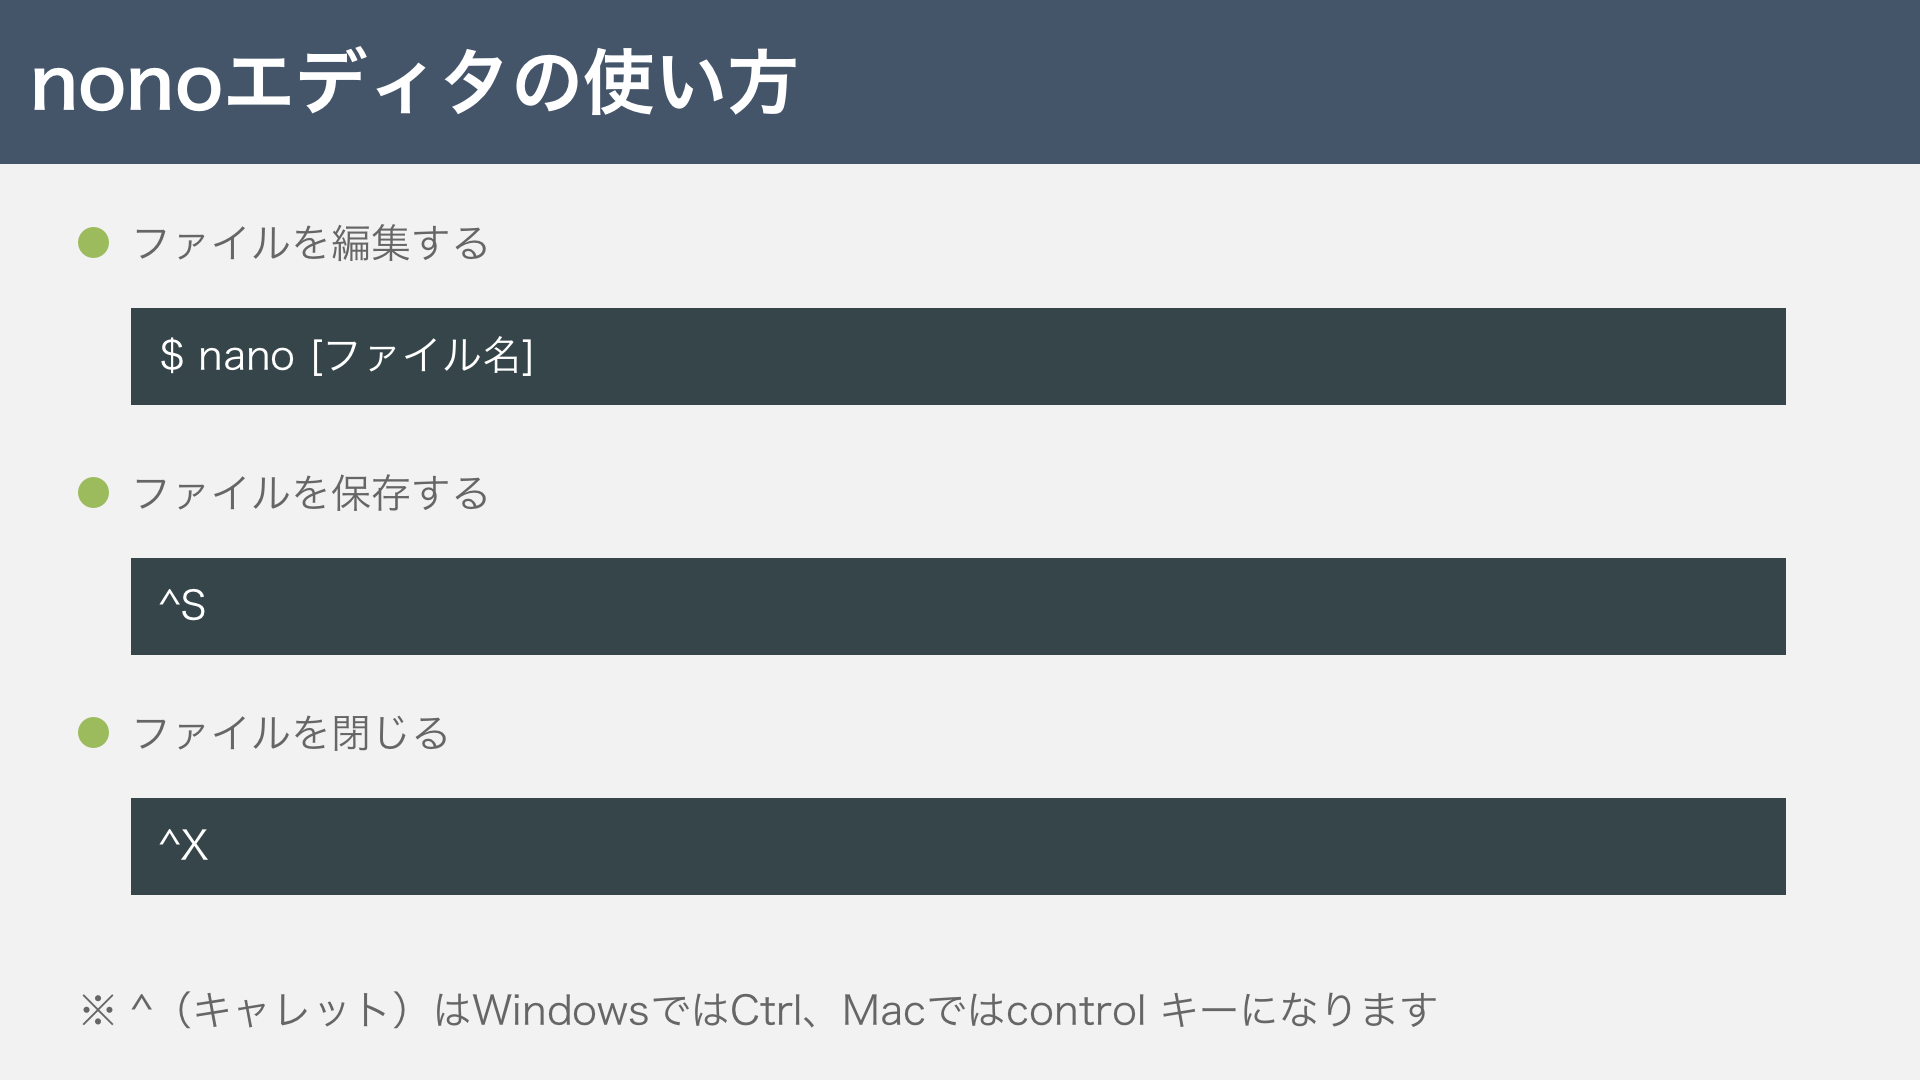 nonoエディタの使い方
ファイルを編集する
$ nano [ファイル名]
ファイルを保存する
^S
ファイルを閉じる
^X
※ ^（キャレット）はWindowsではCtrl、Macではcontrol キーになります